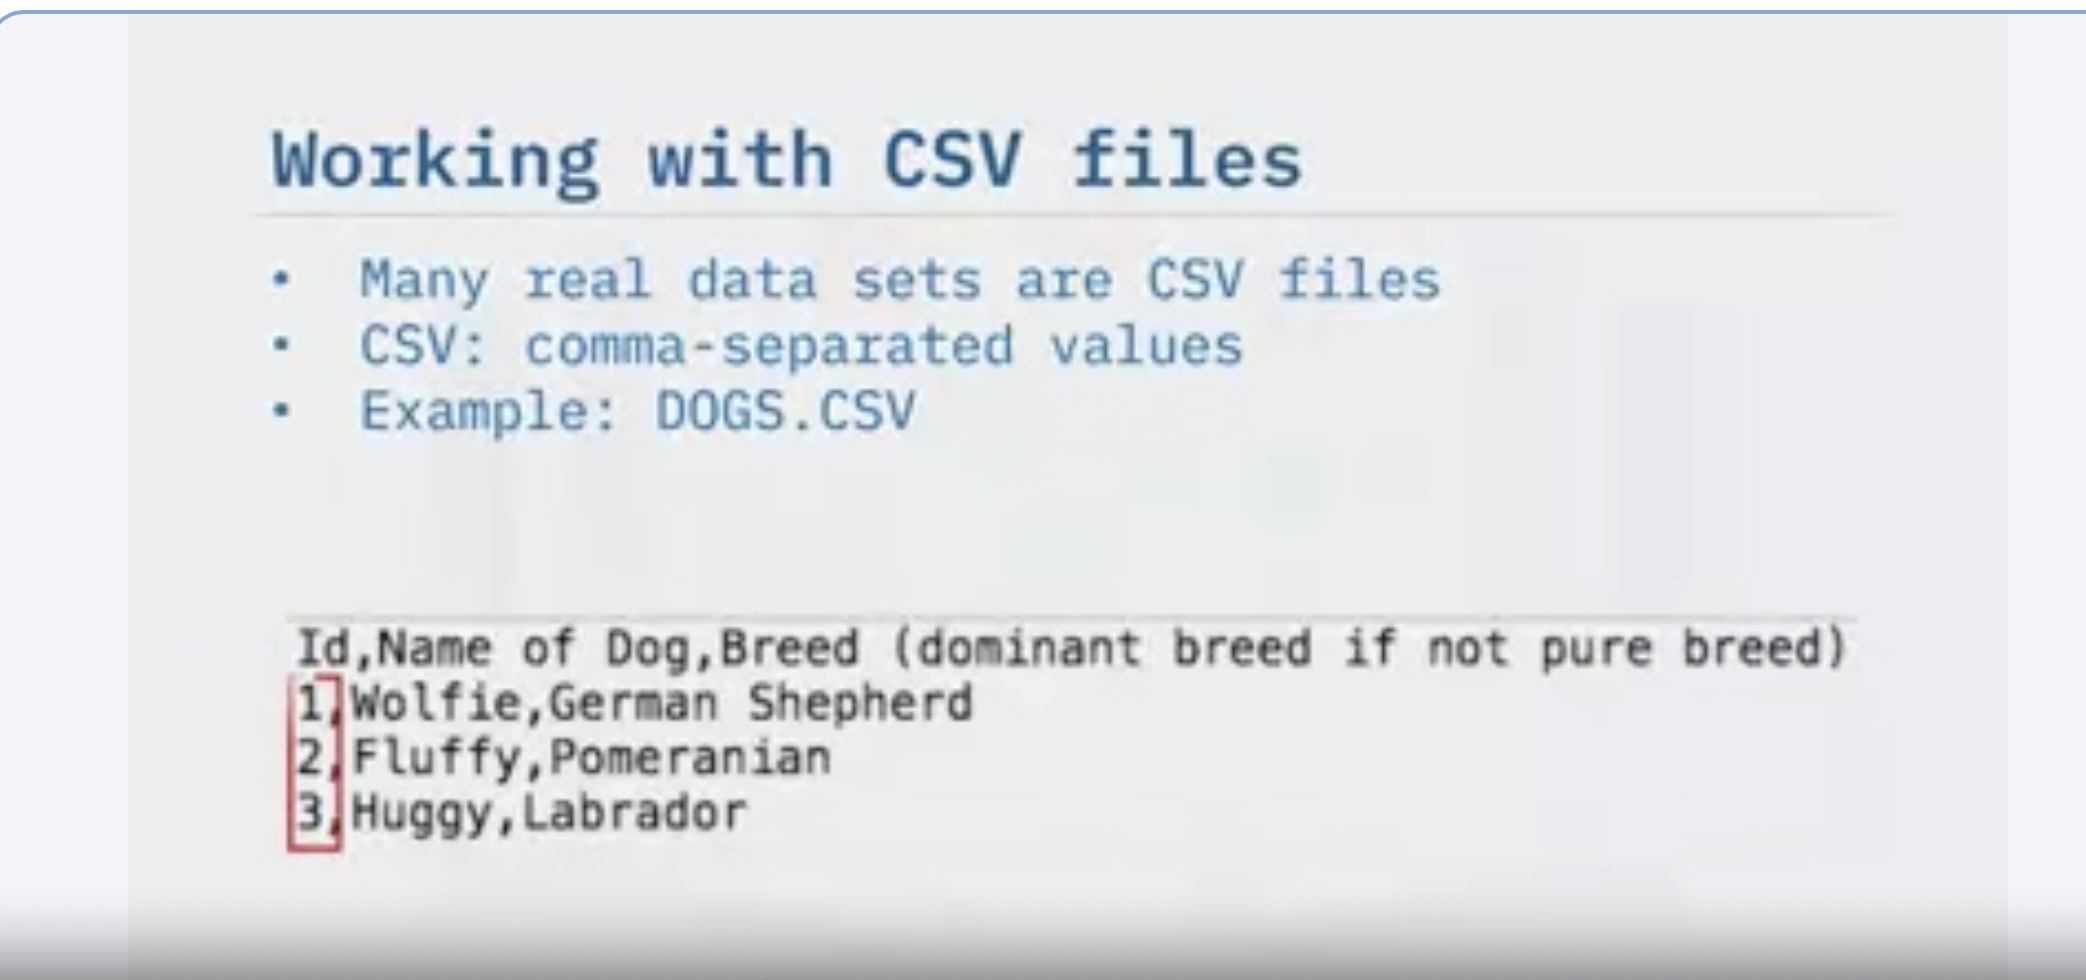 Working with CSV files
• Many real data sets are CSV files
• CSV: comma-separated values
• Example: DOGS.CSV
Id,Name of Dog,Breed (dominant breed if not pure breed)
1,Wolfie,German Shepherd
2,Fluffy,Pomeranian
3,Huggy,Labrador